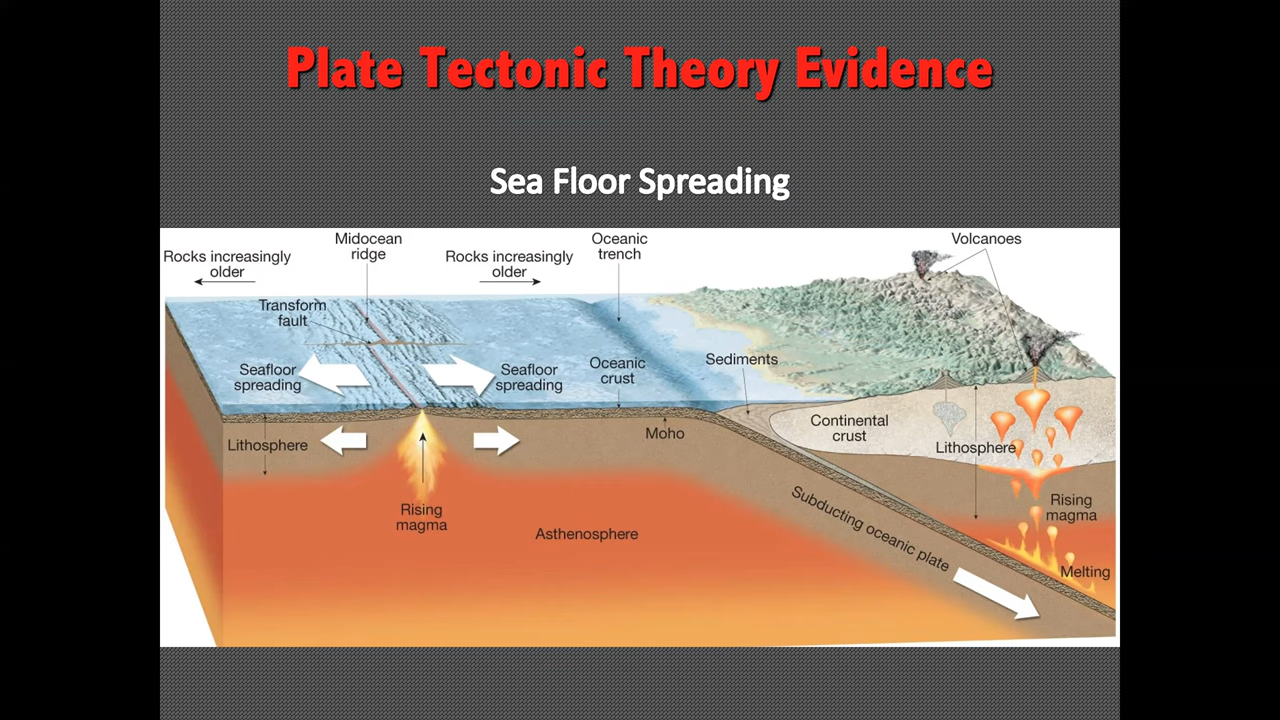 Plate Tectonic Theory Evidence
Sea Floor Spreading
Midocean
ridge
Oceanic
trench
Volcanoes
Rocks increasingly
older
Rocks increasingly
older
Transform
fault
Seafloor
spreading
Seafloor
spreading
Oceanic
crust
Sediments
Continental
crust
Moho
Lithosphere
Lithosphere
Rising
magma
Subducting oceanic plate
Rising
magma
Asthenosphere
Melting